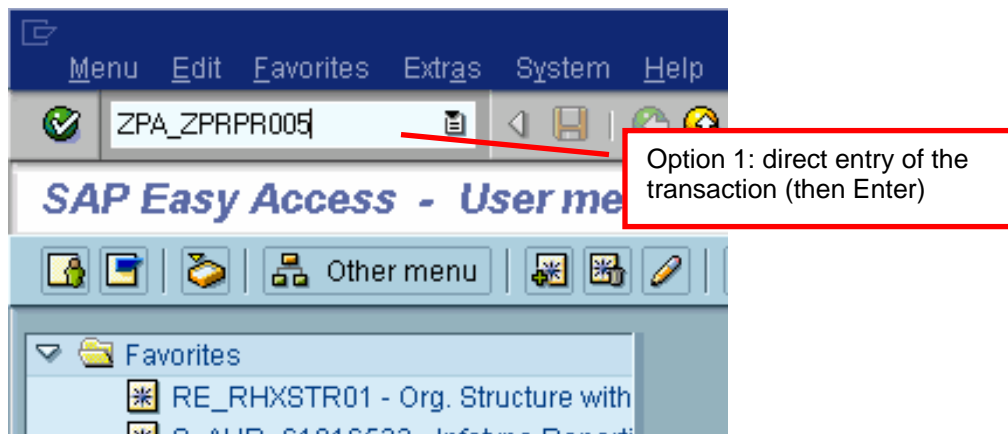 Menu Edit Favorites Extras System Help
ZPA_ZPRPR005
Option 1: direct entry of the
transaction (then Enter)
SAP Easy Access - User me
Other menu
Favorites
RE_RHXSTR01 - Org. Structure with